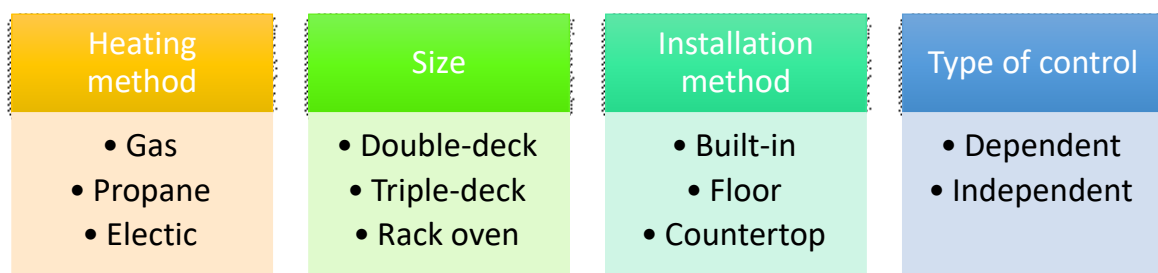 Heating
method
• Gas
• Propane
• Electic
Size
• Double-deck
• Triple-deck
• Rack oven
Installation
method
• Built-in
• Floor
• Countertop
Type of control
• Dependent
• Independent